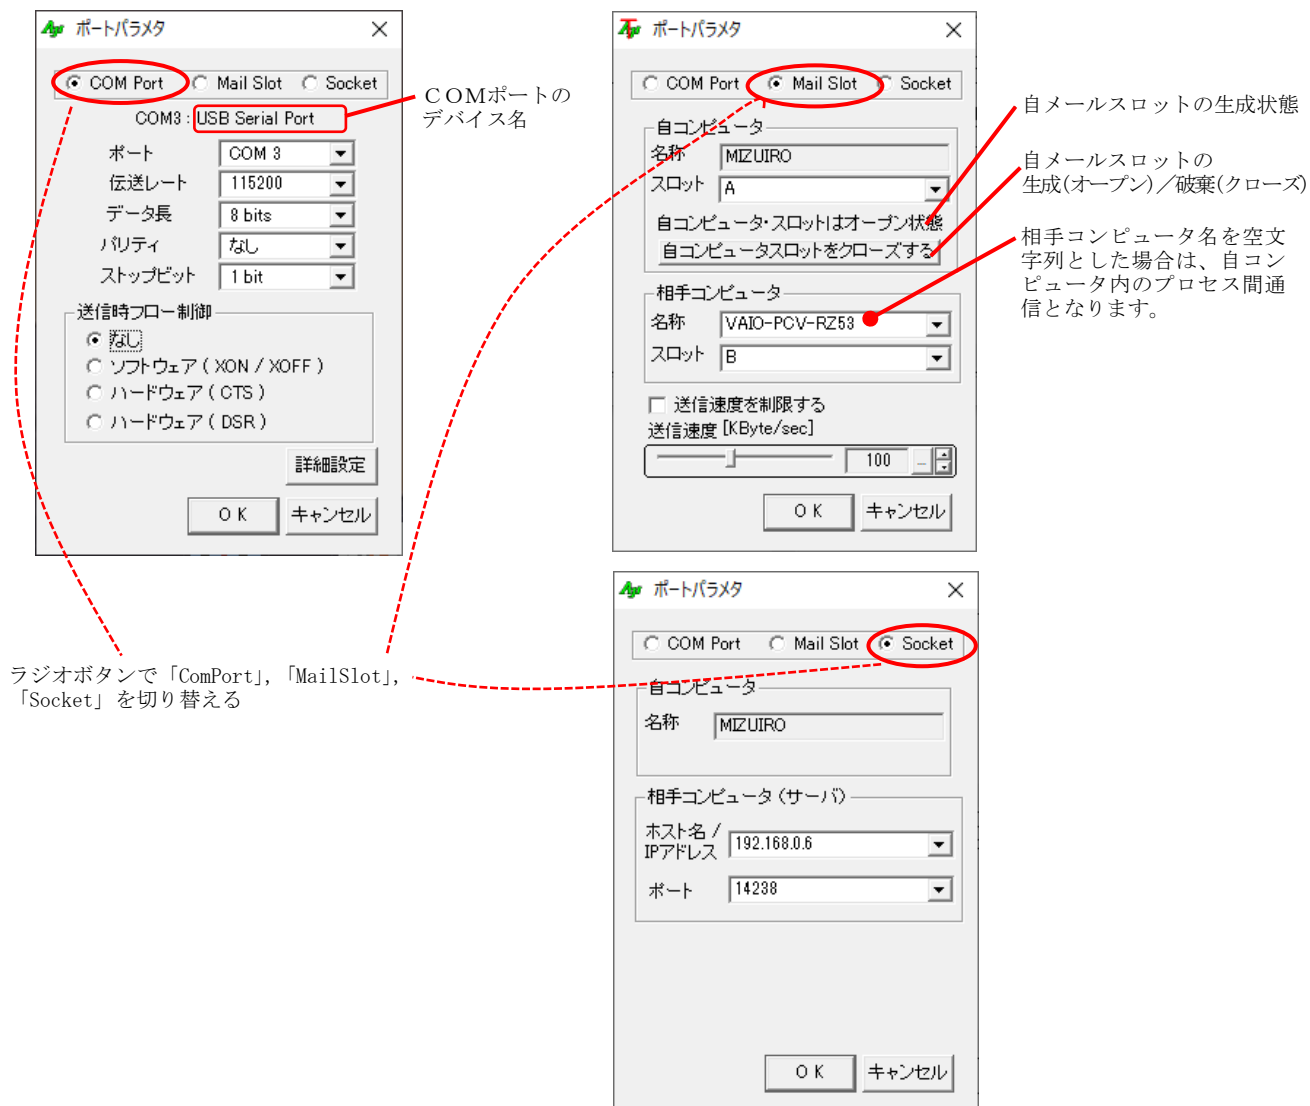 ポートパラメタ
COM Port Mail Slot Socket
COM3 : USB Serial Port
ポート COM 3
伝送レート 115200
データ長 8 bits
パリティ なし
ストップビット 1 bit
送信時フロー制御
なし
ソフトウェア ( XON / XOFF )
ハードウェア ( CTS )
ハードウェア ( DSR )
詳細設定
O K キャンセル
ＣＯＭポートの
デバイス名
ポートパラメタ
COM Port Mail Slot Socket
自コンピュータ
名称 MIZUIRO
スロット A
自コンピュータ・スロットはオープン状態
自コンピュータスロットをクローズする
相手コンピュータ
名称 VAIO-PCV-RZ53
スロット B
送信速度を制限する
送信速度 [KByte/sec]
100 ...
O K キャンセル
自メールスロットの生成状態
自メールスロットの
生成(オープン)／破棄(クローズ)
相手コンピュータ名を空文
字列とした場合は、自コン
ピュータ内のプロセス間通
信となります。
ラジオボタンで「ComPort」,「MailSlot」,
「Socket」を切り替える
ポートパラメタ
COM Port Mail Slot Socket
自コンピュータ
名称 MIZUIRO
相手コンピュータ (サーバ)
ホスト名 /
IPアドレス 192.168.0.6
ポート 14238
O K キャンセル